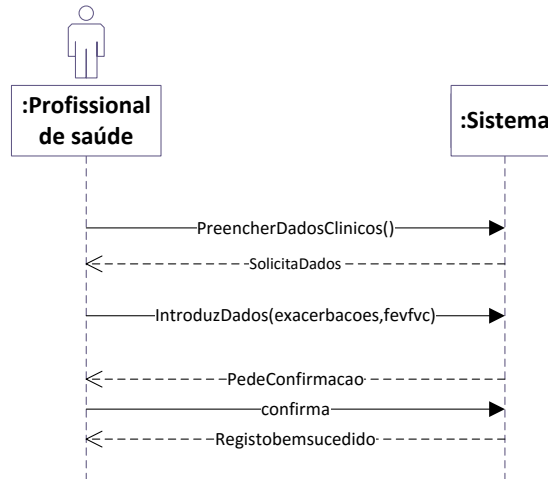 :Profissional
de saúde
:Sistema
PreencherDadosClinicos()
SolicitaDados
IntroduzDados(exacerbacoes,fevfvc)
PedeConfirmacao
confirma
Registobemsucedido